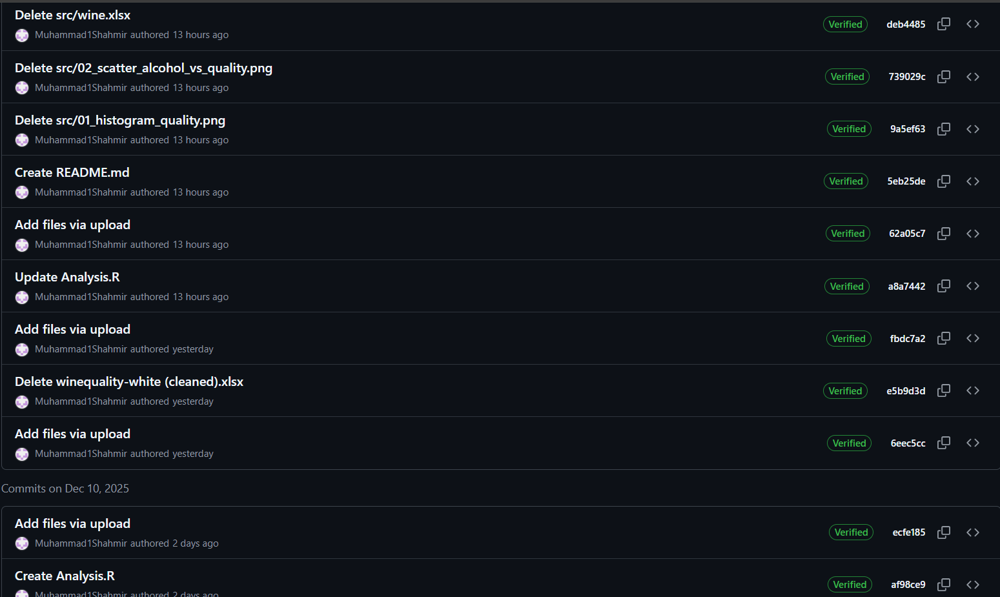 Delete src/wine.xlsx
Muhammad1Shahmir authored 13 hours ago
Verified deb4485
Delete src/02_scatter_alcohol_vs_quality.png
Muhammad1Shahmir authored 13 hours ago
Verified 739029c
Delete src/01_histogram_quality.png
Muhammad1Shahmir authored 13 hours ago
Verified 9a5ef63
Create README.md
Muhammad1Shahmir authored 13 hours ago
Verified 5eb25de
Add files via upload
Muhammad1Shahmir authored 13 hours ago
Verified 62a05c7
Update Analysis.R
Muhammad1Shahmir authored 13 hours ago
Verified a8a7442
Add files via upload
Muhammad1Shahmir authored yesterday
Verified fbdc7a2
Delete winequality-white (cleaned).xlsx
Muhammad1Shahmir authored yesterday
Verified e5b9d3d
Add files via upload
Muhammad1Shahmir authored yesterday
Verified 6eec5cc
Commits on Dec 10, 2025
Add files via upload
Muhammad1Shahmir authored 2 days ago
Verified ecfe185
Create Analysis.R
Muhammad1Shahmir authored 2 days ago
Verified af98ce9